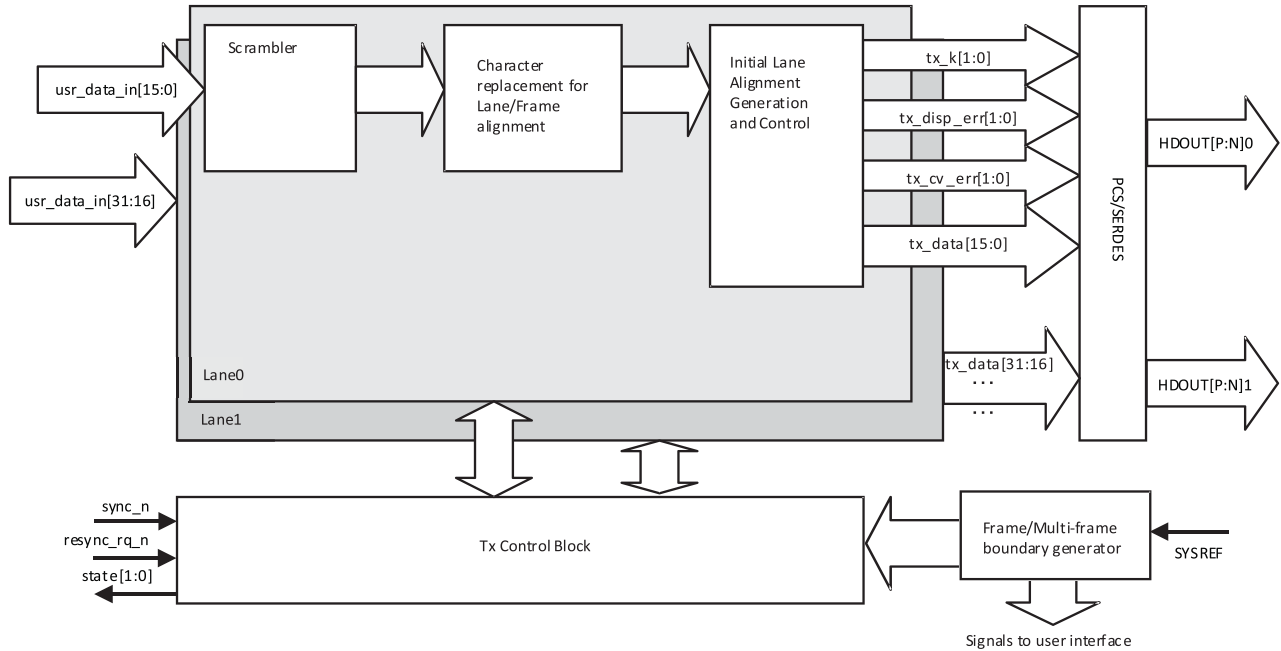 usr_data_in[15:0]
usr_data_in[31:16]
Scrambler
Character
replacement for
Lane/Frame
alignment
Initial Lane
Alignment
Generation
and Control
tx_k[1:0]
tx_disp_err[1:0]
tx_cv_err[1:0]
tx_data[15:0]
PCS/SERDES
HDOUT[P:N]0
Lane0
Lane1
tx_data[31:16]
...
...
HDOUT[P:N]1
sync_n
resync_rq_n
state[1:0]
Tx Control Block
Frame/Multi-frame
boundary generator
SYSREF
Signals to user interface